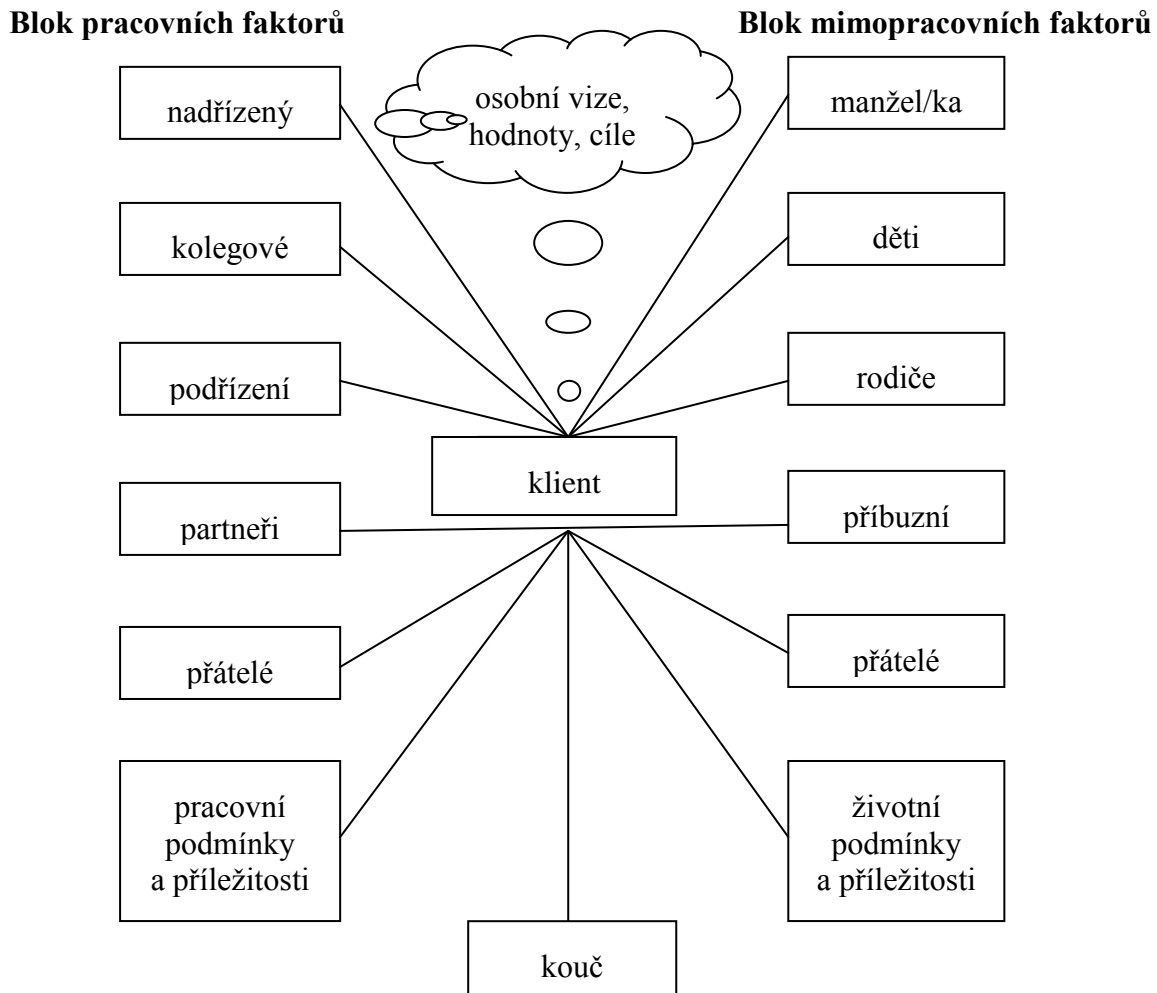 Blok pracovních faktorů
Blok mimopracovních faktorů
osobní vize,
hodnoty, cíle
nadřízený
manžel/ka
kolegové
děti
podřízení
rodiče
klient
partneři
příbuzní
přátelé
přátelé
pracovní
podmínky
a příležitosti
životní
podmínky
a příležitosti
kouč